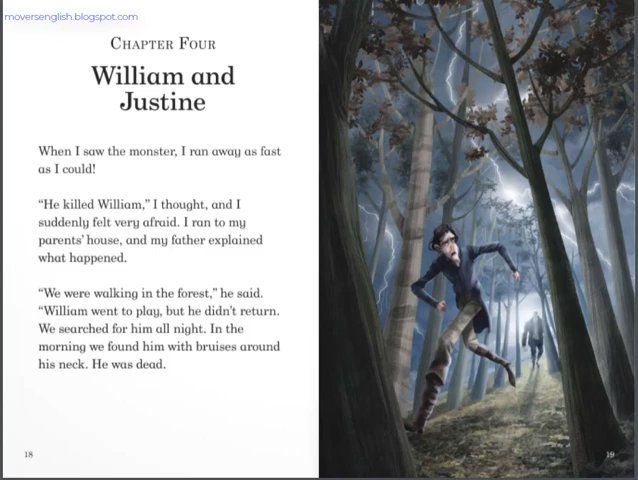 moversenglish.blogspot.com
Chapter Four
William and
Justine
When I saw the monster, I ran away as fast
as I could!
“He killed William,” I thought, and I
suddenly felt very afraid. I ran to my
parents’ house, and my father explained
what happened.
“We were walking in the forest,” he said.
“William went to play, but he didn’t return.
We searched for him all night. In the
morning we found him with bruises around
his neck. He was dead.
18
19